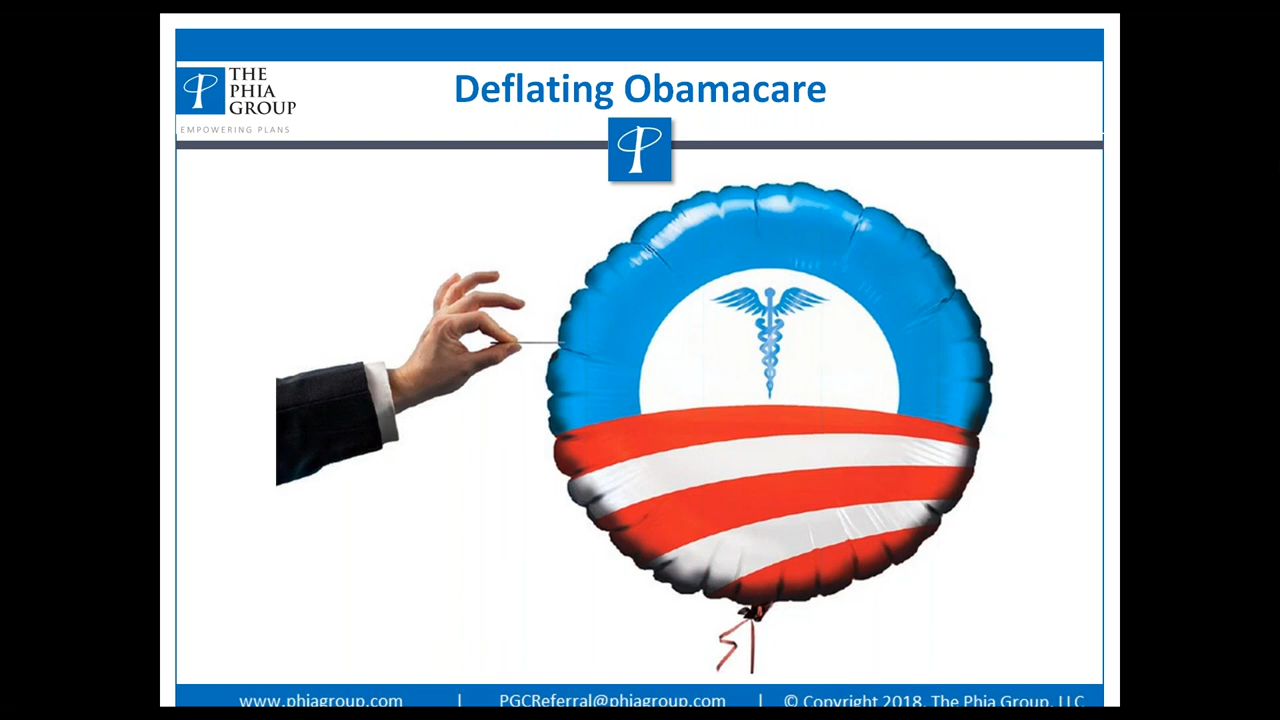 THE
PHIA
GROUP
EMPOWERING PLANS
Deflating Obamacare
www.phiagroup.com | PGCReferral@phiagroup.com | © Copyright 2018. The Phia Group, LLC